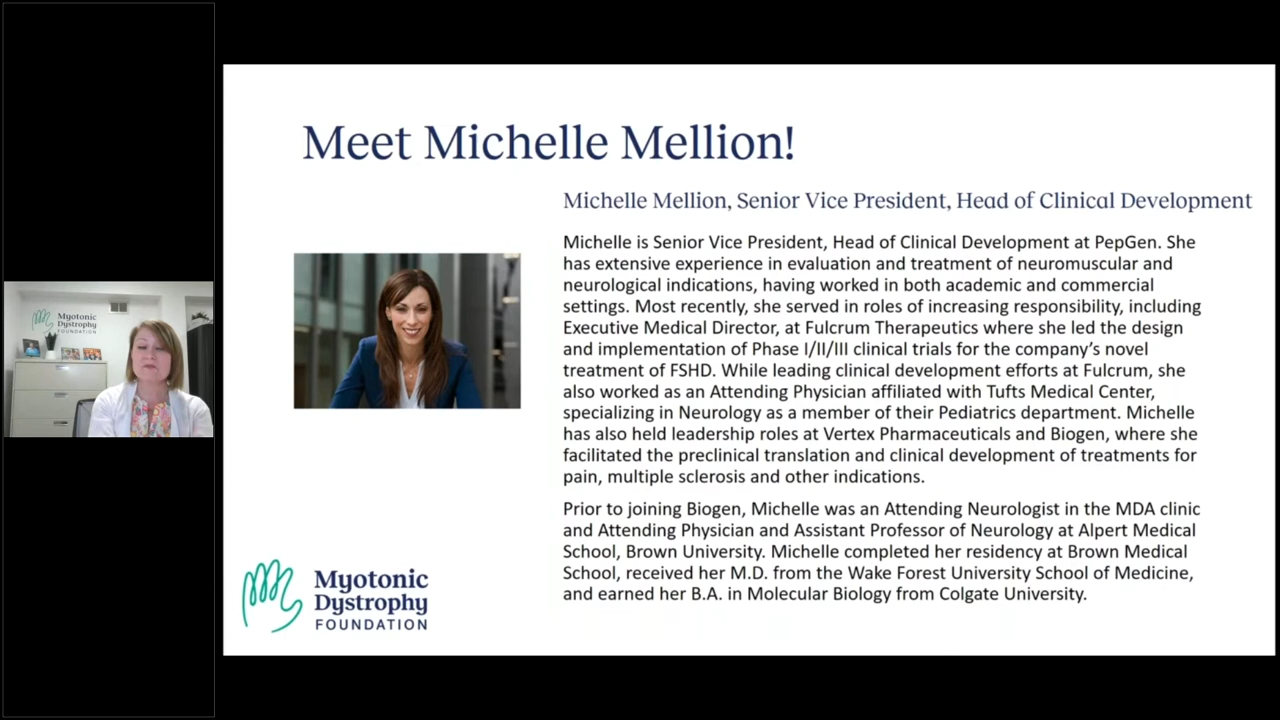 Meet Michelle Mellion!
Michelle Mellion, Senior Vice President, Head of Clinical Development
Michelle is Senior Vice President, Head of Clinical Development at PepGen. She
has extensive experience in evaluation and treatment of neuromuscular and
neurological indications, having worked in both academic and commercial
settings. Most recently, she served in roles of increasing responsibility, including
Executive Medical Director, at Fulcrum Therapeutics where she led the design
and implementation of Phase I/II/III clinical trials for the company’s novel
treatment of FSHD. While leading clinical development efforts at Fulcrum, she
also worked as an Attending Physician affiliated with Tufts Medical Center,
specializing in Neurology as a member of their Pediatrics department. Michelle
has also held leadership roles at Vertex Pharmaceuticals and Biogen, where she
facilitated the preclinical translation and clinical development of treatments for
pain, multiple sclerosis and other indications.
Prior to joining Biogen, Michelle was an Attending Neurologist in the MDA clinic
and Attending Physician and Assistant Professor of Neurology at Alpert Medical
School, Brown University. Michelle completed her residency at Brown Medical
School, received her M.D. from the Wake Forest University School of Medicine,
and earned her B.A. in Molecular Biology from Colgate University.
Myotonic
Dystrophy
FOUNDATION
Myotonic
Dystrophy
FOUNDATION